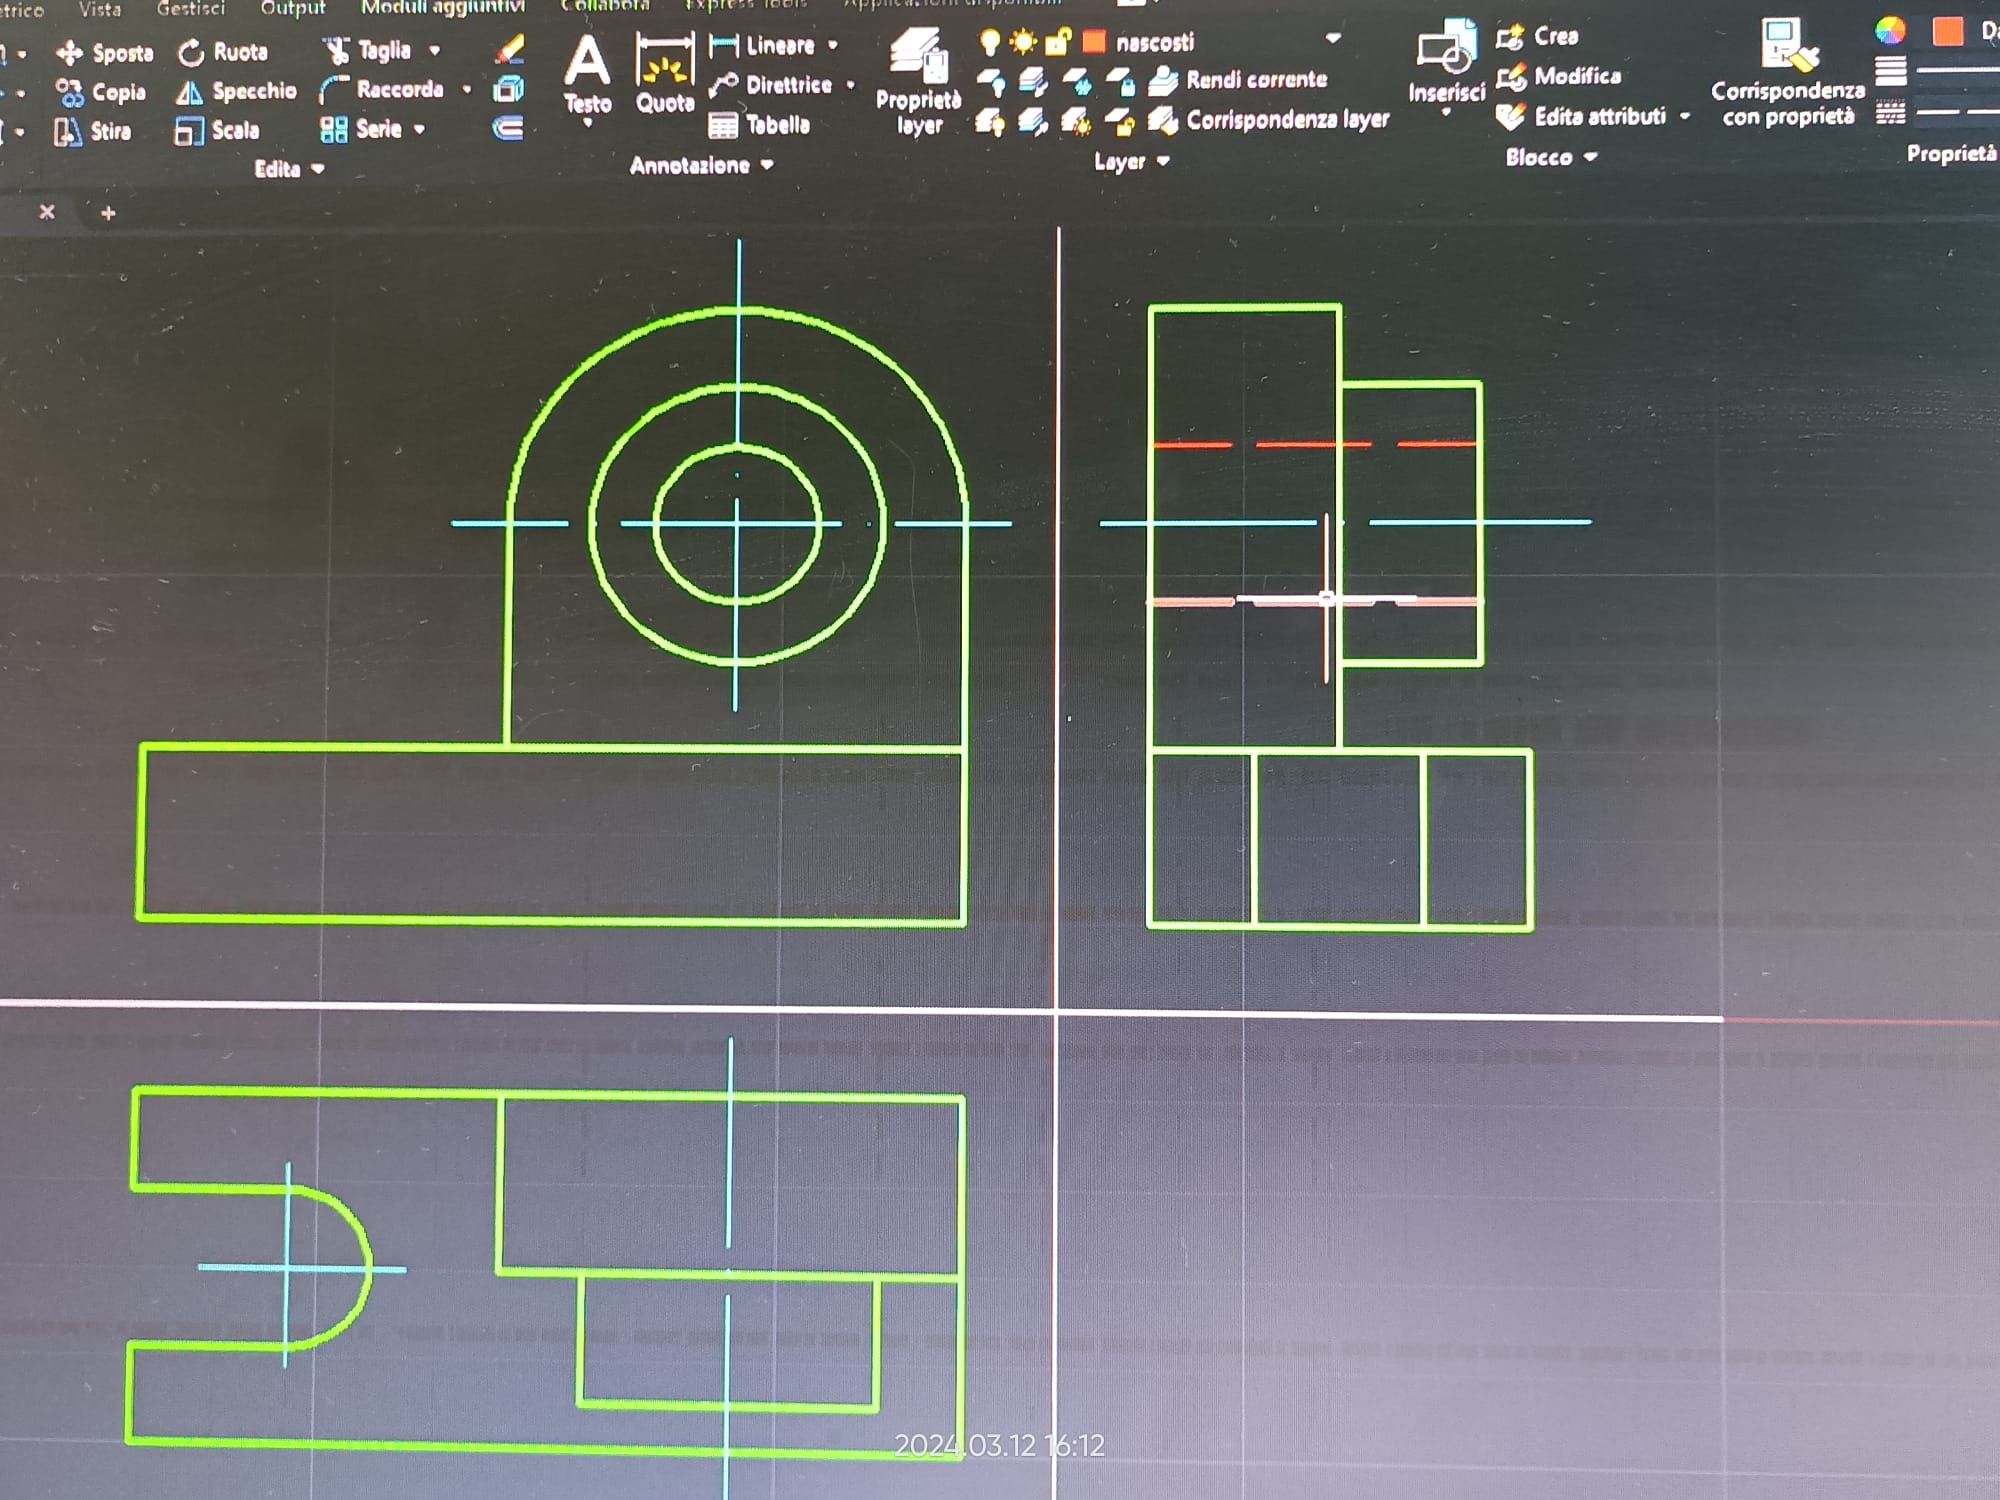 etrico Vista Gestisci Output Moduli aggiuntivi Collabora Express Tools
Sposta Ruota Taglia
Copia Specchio Raccorda
Stira Scala Serie
Edita
Testo
Quota
Lineare
Direttrice
Tabella
Annotazione
Proprietà
layer
nascosti
Rendi corrente
Corrispondenza layer
Layer
Inserisci
Crea
Modifica
Edita attributi
Blocco
Corrispondenza
con proprietà
Da
Proprietà
2024.03.12 16:12